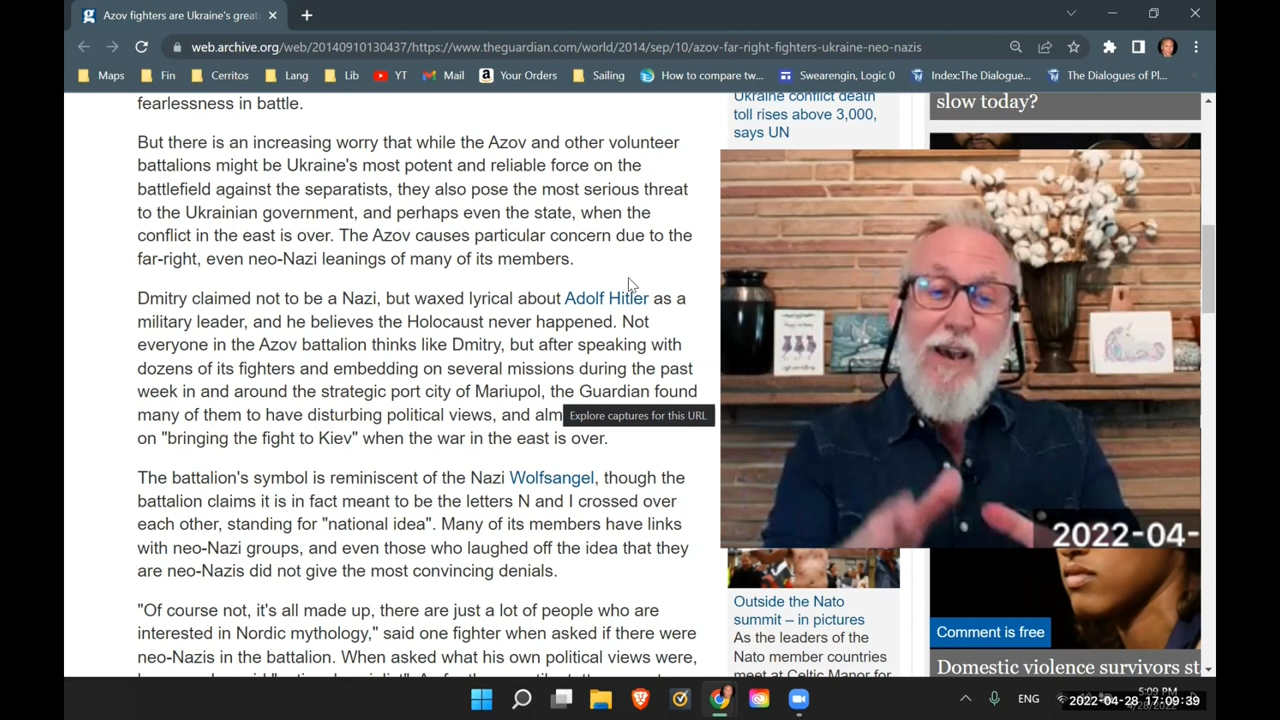 Azov fighters are Ukraine's great
web.archive.org/web/20140910130437/https://www.theguardian.com/world/2014/sep/10/azov-far-right-fighters-ukraine-neo-nazis
Maps Fin Cerritos Lang Lib YT Mail Your Orders Sailing How to compare tw... Swearengin, Logic 0 Index:The Dialogue... The Dialogues of Pl...
fearlessness in battle.
But there is an increasing worry that while the Azov and other volunteer
battalions might be Ukraine's most potent and reliable force on the
battlefield against the separatists, they also pose the most serious threat
to the Ukrainian government, and perhaps even the state, when the
conflict in the east is over. The Azov causes particular concern due to the
far-right, even neo-Nazi leanings of many of its members.
Dmitry claimed not to be a Nazi, but waxed lyrical about Adolf Hitler as a
military leader, and he believes the Holocaust never happened. Not
everyone in the Azov battalion thinks like Dmitry, but after speaking with
dozens of its fighters and embedding on several missions during the past
week in and around the strategic port city of Mariupol, the Guardian found
many of them to have disturbing political views, and alm
Explore captures for this URL
on "bringing the fight to Kiev" when the war in the east is over.
The battalion's symbol is reminiscent of the Nazi Wolfsangel, though the
battalion claims it is in fact meant to be the letters N and I crossed over
each other, standing for "national idea". Many of its members have links
with neo-Nazi groups, and even those who laughed off the idea that they
are neo-Nazis did not give the most convincing denials.
"Of course not, it's all made up, there are just a lot of people who are
interested in Nordic mythology," said one fighter when asked if there were
neo-Nazis in the battalion. When asked what his own political views were,
Ukraine conflict death
toll rises above 3,000,
says UN
slow today?
2022-04-
Outside the Nato
summit – in pictures
As the leaders of the
Nato member countries
meet at Celtic Manor for
Comment is free
Domestic violence survivors st
ENG
5:09 PM
2022-04-28 17:09:39